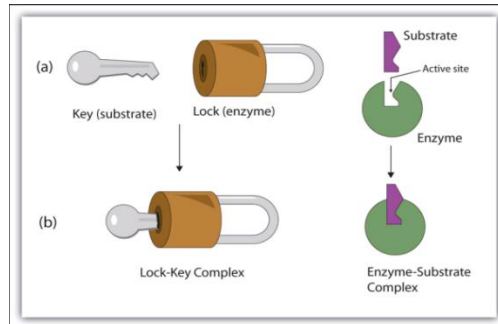 (a)
Key (substrate)
Lock (enzyme)
Substrate
Active site
Enzyme
(b)
Lock-Key Complex
Enzyme-Substrate
Complex